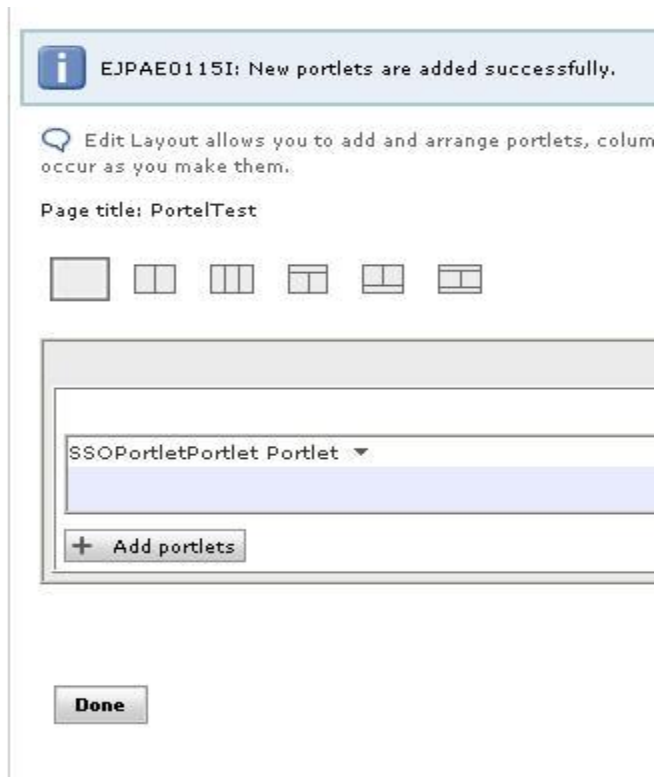 EJPAE0115I: New portlets are added successfully.
Edit Layout allows you to add and arrange portlets, colum
occur as you make them.
Page title: PortelTest
SSOPortletPortlet Portlet
+ Add portlets
Done